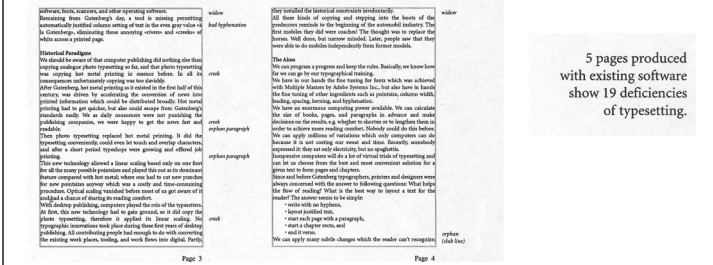 software, fonts, scanners, and other operating software.
widow
Remaining from Gutenberg's day, a tool is missing permitting
automatically justified column setting of text in the even gray value «à
bad hyphenation
la Gutenberg», eliminating those annoying «rivers» and «creeks» of
white across a printed page.
Historical Paradigms
We should be aware of that computer publishing did nothing else than
copying analogue photo typesetting so far, and that photo typesetting
was copying hot metal printing in essence before. In all its
creek
consequences unfortunately copying was too slavishly.
After Gutenberg, hot metal printing as it existed in the first half of this
century, was driven by accelerating the conversion of news into
printed information which could be distributed broadly. Hot metal
printing had to get quicker, but also could escape from Gutenberg's
standards easily. We as daily consumers were not punishing the
publishing companies, we were happy to get the news fast and
creek
readable.
orphan paragraph
Then photo typesetting replaced hot metal printing. It did the
typesetting conveniently, could even let touch and overlap characters,
and after a short period typeshops were growing and offered job
printing.
orphan paragraph
This new technology allowed a linear scaling based only on one font
for all the many possible pointsizes and played this out as its dominant
feature compared with hot metal; where one had to cut new punches
for new pointsizes anyway which was a costly and time-consuming
procedure. Optical scaling vanished before most of us got aware of it
and had a chance of sharing its reading comfort.
With desktop publishing, computers played the role of the typesetters.
At first, this new technology had to gain ground, so it did copy the
photo typesetting, therefore it applied its linear scaling. No
creek
typographic innovations took place during these first years of desktop
publishing. All contributing people had enough to do with converting
the existing work places, tooling, and work flows into digital. Partly,
Page 3
they installed the historical constraints involuntarily.
widow
All these kinds of copying and stepping into the boots of the
predeccors reminds to the beginning of the automobil industry. The
first mobiles they did were coaches! The thought was to replace the
horses. Well done, but narrow minded. Later, people saw that they
were able to do mobiles independently from former models.
The Aims
We can program a progress and keep the rules. Basically, we know how
far we can go by our typographical training.
We have in our hands the fine tuning for fonts which was achieved
with Multiple Masters by Adobe Systems Inc., but also have in hands
the fine tuning of other ingredients such as pointsize, column width,
leading, spacing, kerning, and hyphenation.
We have an enormous computing power available. We can calculate
the size of books, pages, and paragraphs in advance and make
decisions on the results, e.g. whether to shorten or to lengthen them in
order to achieve more reading comfort. Nobody could do this before.
We can apply millions of variations which only computers can do
because it is not costing our sweat and time. Recently, somebody
expressed it: they eat only electricity, but no spaghetti.
Inexpensive computers will do a lot of virtual trials of typesetting and
can let us choose from the best and most convenient solution for a
given text to form pages and chapters.
Since and before Gutenberg typographers, printers and designers were
always concerned with the answer to following questions: What helps
the flow of reading? What is the best way to layout a text for the
reader? The answer seems to be simple:
• write with no hyphens,
• layout justified text,
• start each page with a paragraph,
• start a chapter recto, and
• end it verso.
orphan
We can apply many subtle changes which the reader can't recognize,
(club line)
Page 4
5 pages produced
with existing software
show 19 deficiencies
of typesetting.